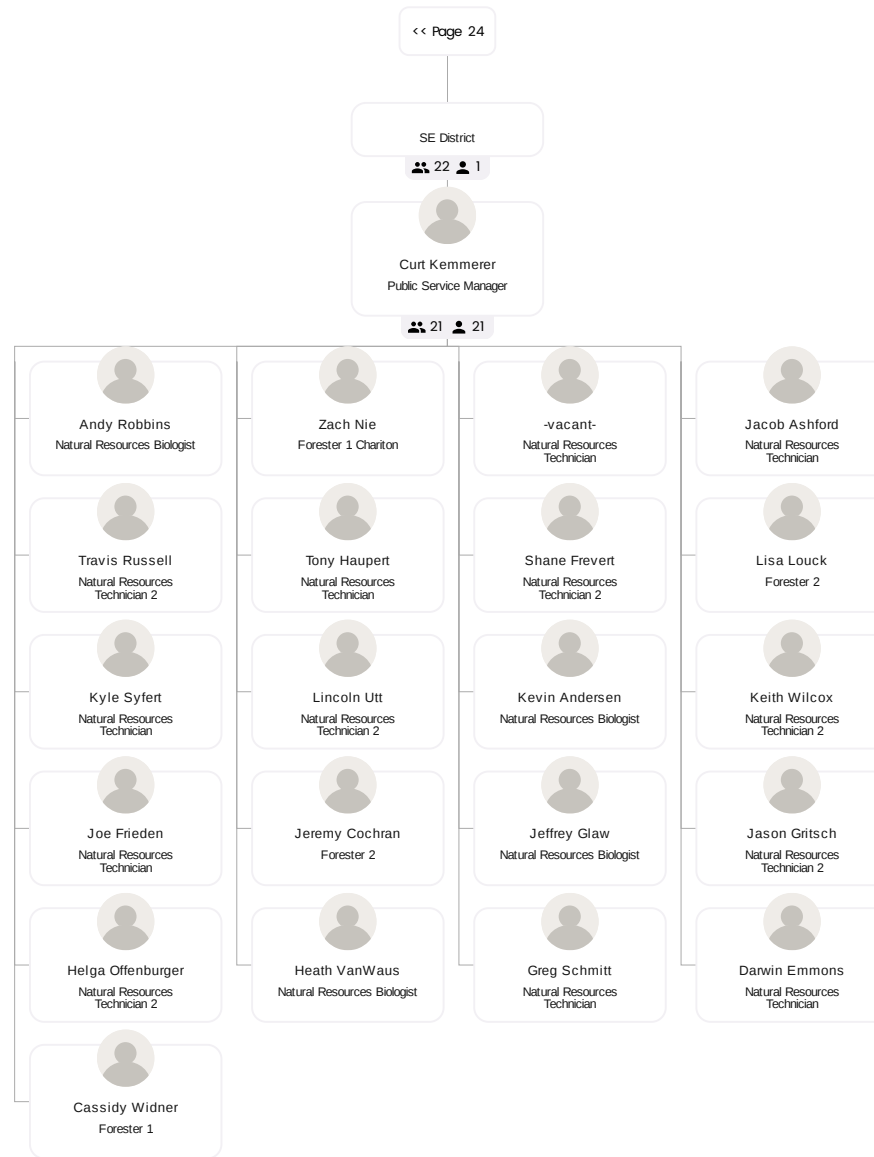 << Page 24
SE District
22 1
Curt Kemmerer
Public Service Manager
21 21
Andy Robbins
Natural Resources Biologist
Zach Nie
Forester 1 Chariton
-vacant-
Natural Resources
Technician
Jacob Ashford
Natural Resources
Technician
Travis Russell
Natural Resources
Technician 2
Tony Haupert
Natural Resources
Technician
Shane Frevert
Natural Resources
Technician 2
Lisa Louck
Forester 2
Kyle Syfert
Natural Resources
Technician
Lincoln Utt
Natural Resources
Technician 2
Kevin Andersen
Natural Resources Biologist
Keith Wilcox
Natural Resources
Technician 2
Joe Frieden
Natural Resources
Technician
Jeremy Cochran
Forester 2
Jeffrey Glaw
Natural Resources Biologist
Jason Gritsch
Natural Resources
Technician 2
Helga Offenburger
Natural Resources
Technician 2
Heath VanWaus
Natural Resources Biologist
Greg Schmitt
Natural Resources
Technician
Darwin Emmons
Natural Resources
Technician
Cassidy Widner
Forester 1